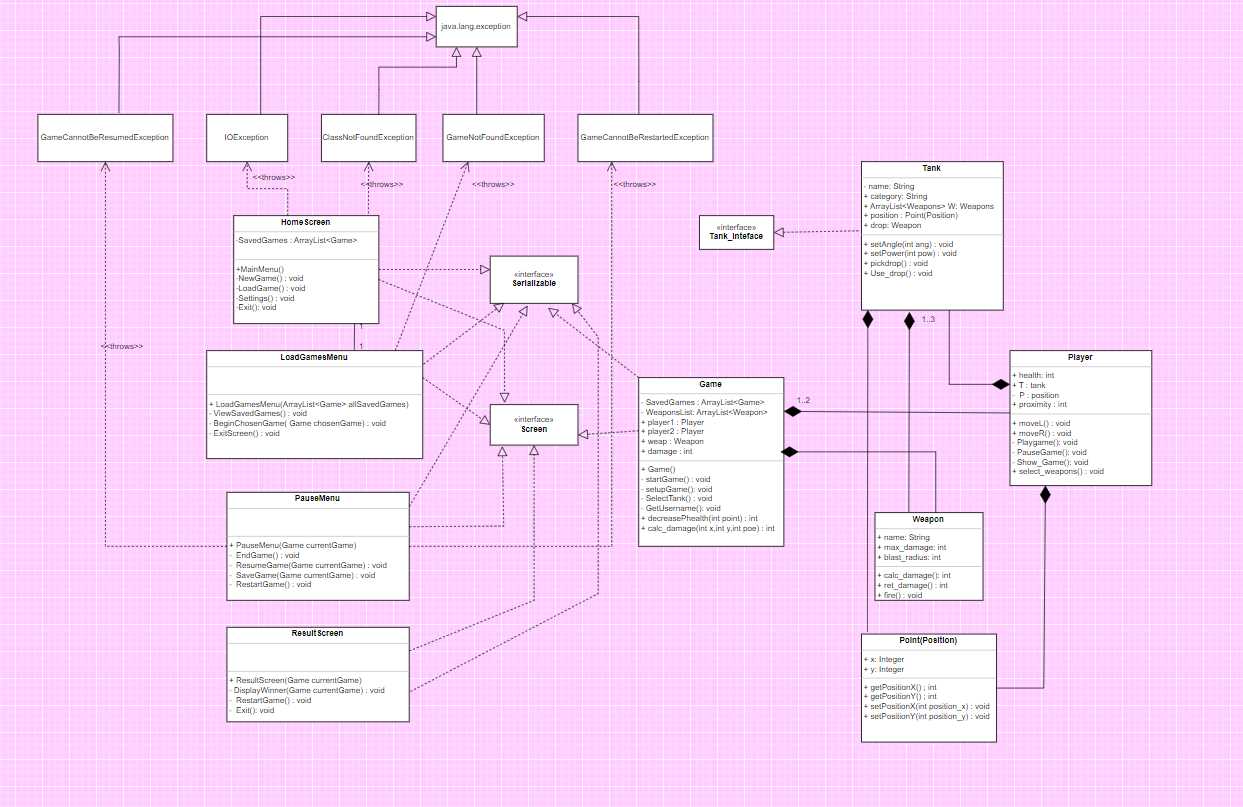 java.lang.exception
GameCannotBeResumedException
IOException
ClassNotFoundException
GameNotFoundException
GameCannotBeRestartedException
<<throws>>
<<throws>>
<<throws>>
<<throws>>
HomeScreen
-SavedGames : ArrayList<Game>
+MainMenu()
-NewGame() : void
-LoadGame() : void
-Settings() : void
-Exit(): void
1
1
<<throws>>
«interface»
Serializable
LoadGamesMenu
+ LoadGamesMenu(ArrayList<Game> allSavedGames)
- ViewSavedGames() : void
- BeginChosenGame( Game chosenGame) : void
- ExitScreen() : void
«interface»
Screen
PauseMenu
+ PauseMenu(Game currentGame)
- EndGame() : void
- ResumeGame(Game currentGame) : void
- SaveGame(Game currentGame) : void
- RestartGame() : void
ResultScreen
+ ResultScreen(Game currentGame)
- DisplayWinner(Game currentGame) : void
- RestartGame() : void
- Exit(): void
Game
- SavedGames : ArrayList<Game>
- WeaponsList: ArrayList<Weapon>
+ player1 : Player
+ player2 : Player
+ weap : Weapon
+ damage : int
+ Game()
- startGame() : void
- setupGame(): void
- SelectTank() : void
- GetUsername() : void
+ decreasePhealth(int point) : int
+ calc_damage(int x,int y,int poe) : int
1..2
«interface»
Tank_Inteface
Tank
- name: String
+ category: String
+ ArrayList<Weapons> W: Weapons
+ position : Point(Position)
+ drop: Weapon
+ setAngle(int ang) : void
+ setPower(int pow) : void
+ pickdrop() : void
+ Use_drop() : void
1..3
Player
+ health: int
+ T : tank
- P : position
+ proximity : int
+ moveL() : void
+ moveR() : void
- Playgame(): void
- PauseGame(): void
- Show_Game(): void
+ select_weapons() : void
Weapon
+ name: String
+ max_damage: int
+ blast_radius: int
+ calc_damage(): int
+ ret_damage() : int
+ fire() : void
Point(Position)
+ x: Integer
+ y: Integer
+ getPositionX() ; int
+ getPositionY() ; int
+ setPositionX(int position_x) : void
+ setPositionY(int position_y) : void